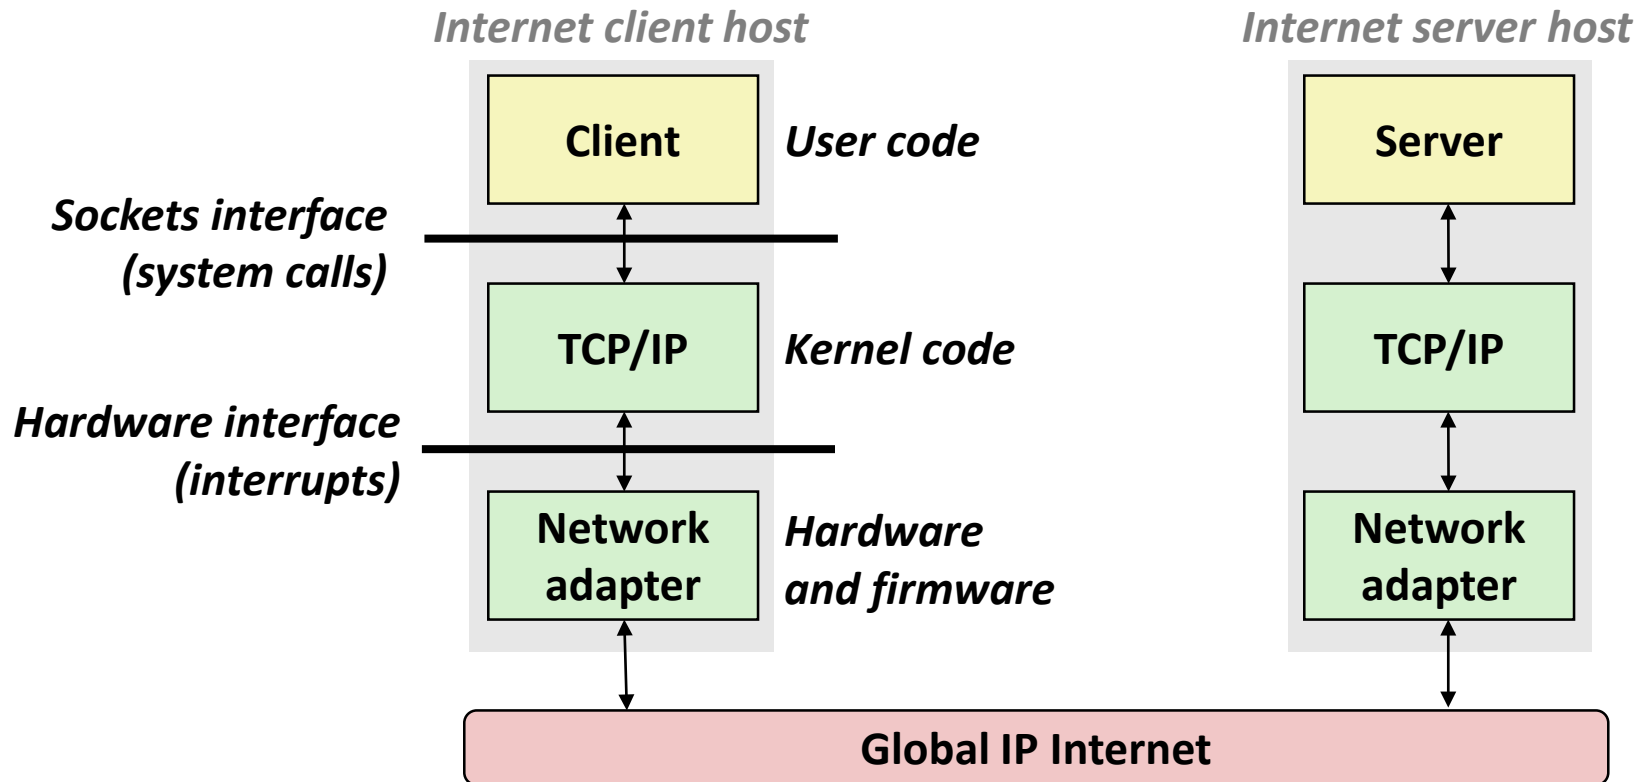 Internet client host
Internet server host
Client
User code
Server
Sockets interface
(system calls)
TCP/IP
Kernel code
TCP/IP
Hardware interface
(interrupts)
Network
adapter
Hardware
and firmware
Network
adapter
Global IP Internet